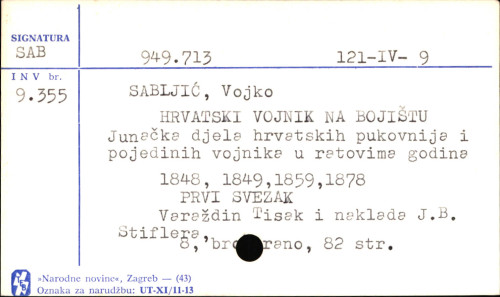 SIGNATURA
SAB 949.713 121-IV- 9
INV br.
9.355 SABLJIĆ, Vojko
HRVATSKI VOJNIK NA BOJIŠTU
Junačka djela hrvatskih pukovnija i
pojedinih vojnika u ratovima godina
1848, 1849,1859,1878
PRVI SVEZAK
Varaždin Tisak i naklada J.B.
Stiflera,
8, 82 str.
»Narodne novine«, Zagreb — (43)
Oznaka za narudžbu: UT-XI/11-13